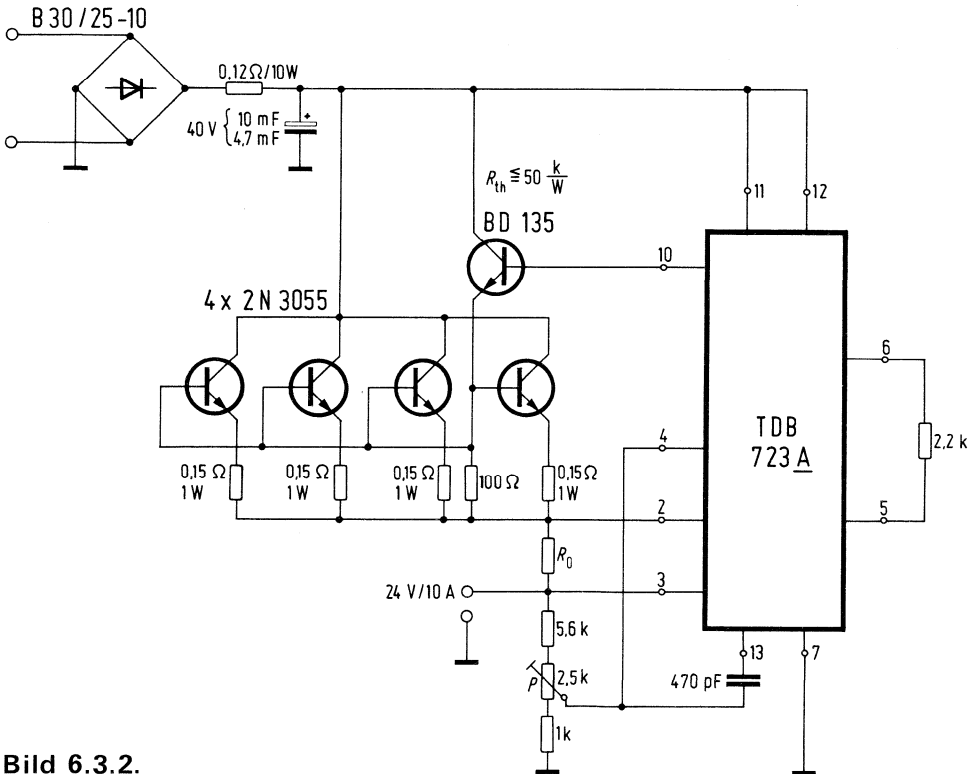 B 30/25-10
0,12Ω/10W
40 V { 10 mF
4,7 mF
+
R_th ≦ 50 k/W
BD 135
11
12
10
4 x 2 N 3055
6
TDB
723 A
4
2,2 k
0,15 Ω
1 W
0,15 Ω
1 W
0,15 Ω
1 W
100 Ω
0,15 Ω
1 W
2
5
R_0
24 V/10 A
3
5,6 k
P
2,5 k
13
7
470 pF
1k
Bild 6.3.2.